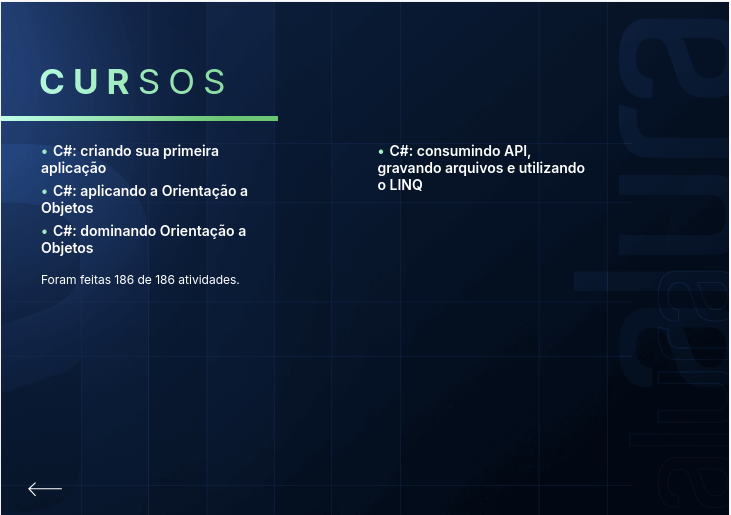 CURSOS
• C#: criando sua primeira
aplicação
• C#: aplicando a Orientação a
Objetos
• C#: dominando Orientação a
Objetos
Foram feitas 186 de 186 atividades.
• C#: consumindo API,
gravando arquivos e utilizando
o LINQ
alura
alura